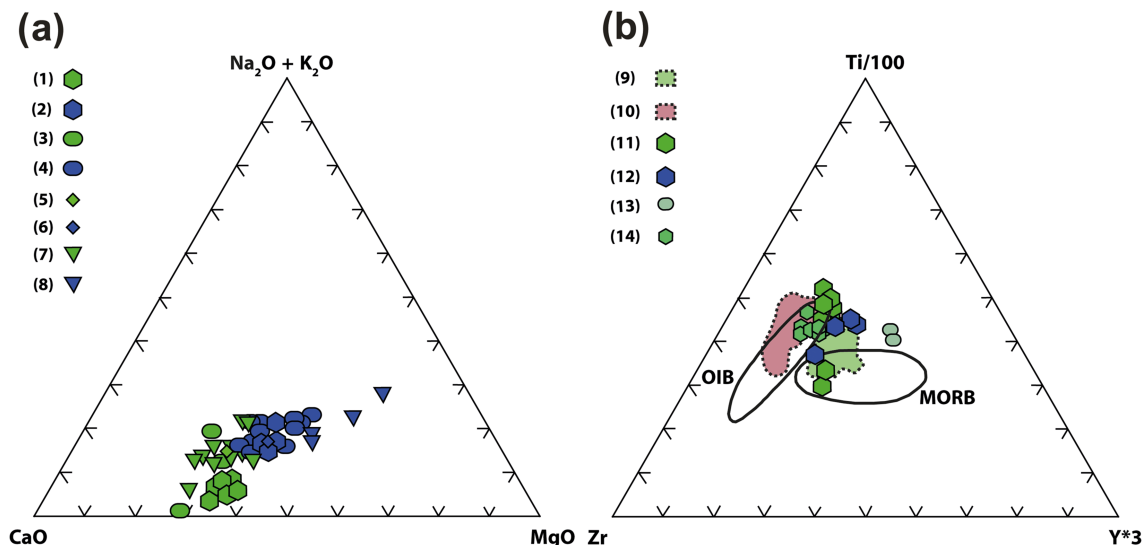 (a)
Na₂O + K₂O
(1)
(2)
(3)
(4)
(5)
(6)
(7)
(8)
CaO
MgO
(b)
Ti/100
(9)
(10)
(11)
(12)
(13)
(14)
OIB
MORB
Zr
Y*3